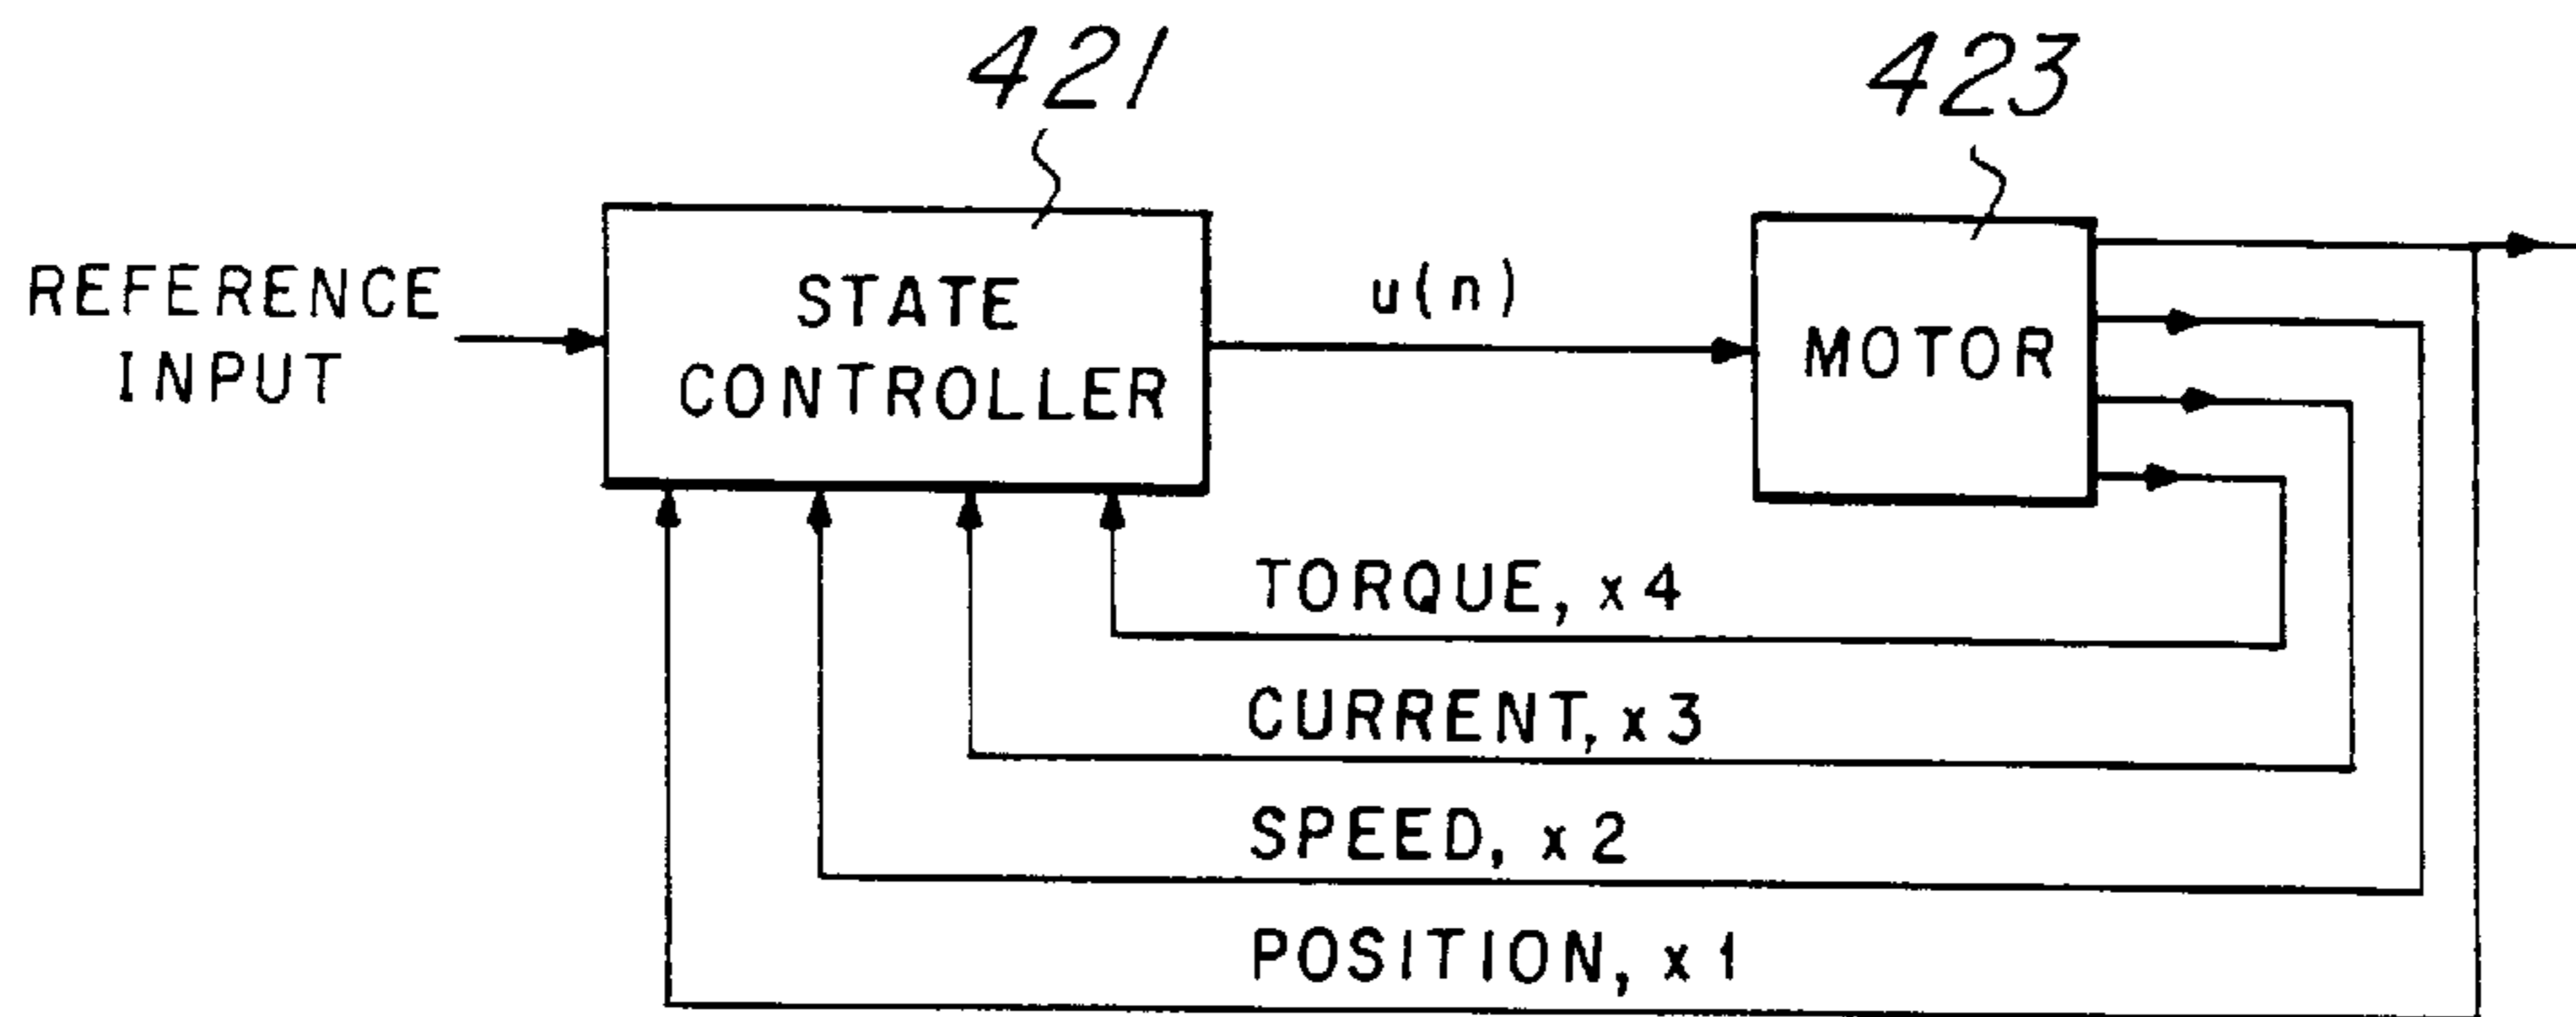 421
423
REFERENCE
INPUT
STATE
CONTROLLER
u(n)
MOTOR
TORQUE, x4
CURRENT, x3
SPEED, x2
POSITION, x1